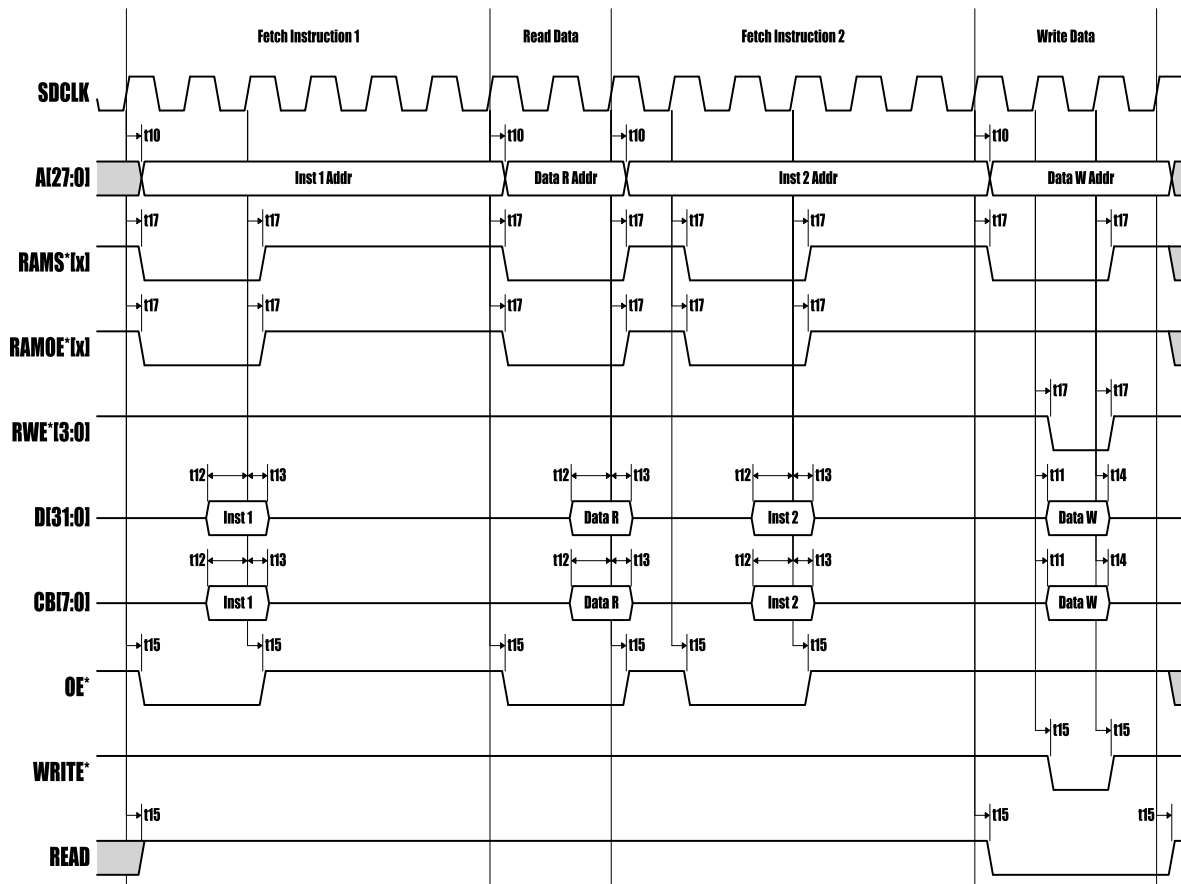 Fetch Instruction 1 Read Data Fetch Instruction 2 Write Data
SDCLK
t10 t10 t10 t10
A[27:0] Inst 1 Addr Data R Addr Inst 2 Addr Data W Addr
t17 t17 t17 t17 t17 t17 t17 t17
RAMS*[x]
t17 t17 t17 t17 t17 t17
RAMOE*[x]
t17 t17
RWE*[3:0]
t12 t13 t12 t13 t12 t13 t11 t14
D[31:0] Inst 1 Data R Inst 2 Data W
t12 t13 t12 t13 t12 t13 t11 t14
CB[7:0] Inst 1 Data R Inst 2 Data W
t15 t15 t15 t15 t15 t15
OE*
t15 t15
WRITE*
t15 t15 t15
READ